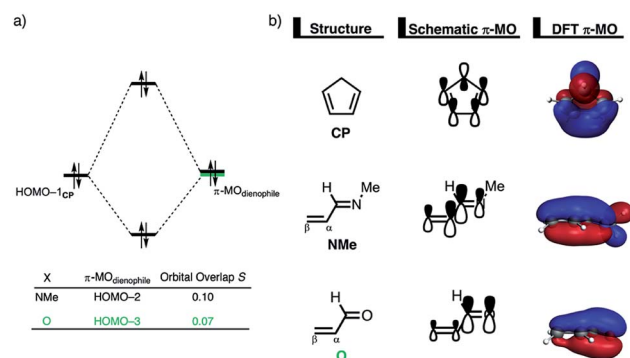 a)
HOMO–1CP
π-MOdienophile
X π-MOdienophile Orbital Overlap S
NMe HOMO–2 0.10
O HOMO–3 0.07
b)
Structure Schematic π-MO DFT π-MO
CP
H
N
Me
β
α
NMe
H
Me
H
O
β
α
O
H